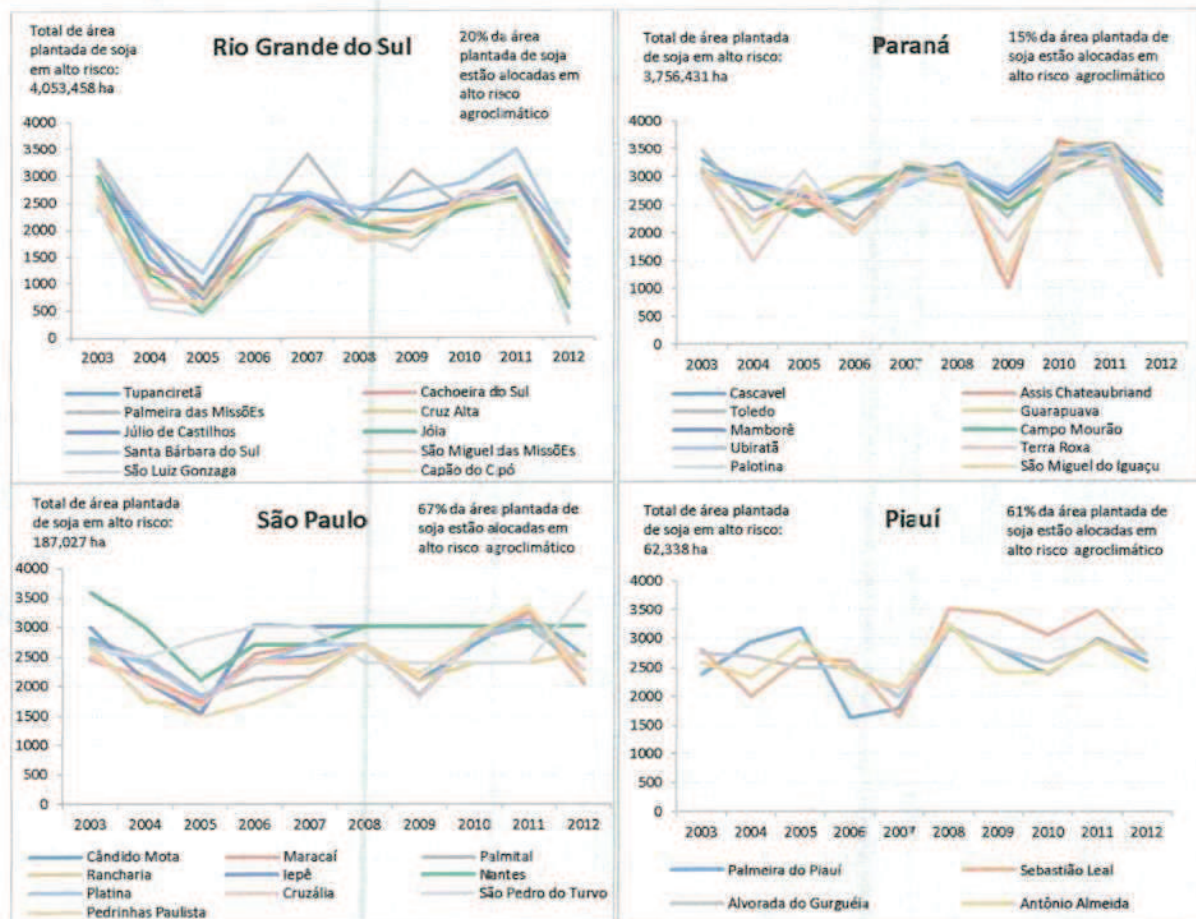 Total de área
plantada de soja
em alto risco:
4,053,458 ha
Rio Grande do Sul
20% da área
plantada de soja
estão alocadas em
alto risco
agroclimático
4000
3500
3000
2500
2000
1500
1000
500
0
2003 2004 2005 2006 2007 2008 2009 2010 2011 2012
Tupanciretã
Cachoeira do Sul
Palmeira das MissõEs
Cruz Alta
Júlio de Castilhos
Jóia
Santa Bárbara do Sul
São Miguel das MissõEs
São Luiz Gonzaga
Capão do C.pó
Total de área plantada
de soja em alto risco:
3,756,431 ha
Paraná
15% da área plantada de
soja estão alocadas em
alto risco agroclimático
4000
3500
3000
2500
2000
1500
1000
500
0
2003 2004 2005 2006 2007 2008 2009 2010 2011 2012
Cascavel
Assis Chateaubriand
Toledo
Guarapuava
Mamborê
Campo Mourão
Ubiratã
Terra Roxa
Palotina
São Miguel do Iguaçu
Total de área plantada
de soja em alto risco:
187,027 ha
São Paulo
67% da área plantada de
soja estão alocadas em
alto risco agroclimático
4000
3500
3000
2500
2000
1500
1000
500
0
2003 2004 2005 2006 2007 2008 2009 2010 2011 2012
Cândido Mota
Maracaí
Palmital
Rancharia
Iepê
Nantes
Platina
Cruzália
São Pedro do Turvo
Pedrinhas Paulista
Total de área plantada
de soja em alto risco:
62,338 ha
Piauí
61% da área plantada de
soja estão alocadas em
alto risco agroclimático
4000
3500
3000
2500
2000
1500
1000
500
0
2003 2004 2005 2006 2007 2008 2009 2010 2011 2012
Palmeira do Piauí
Sebastião Leal
Alvorada do Gurguéia
Antônio Almeida